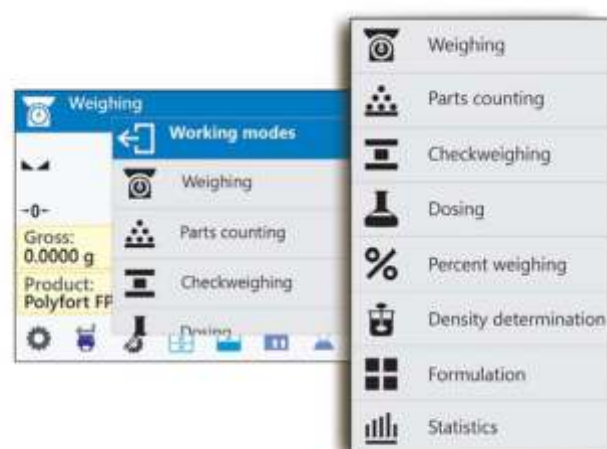 Weighing
Working modes
-0-
Gross:
0.0000 g
Product:
Polyfort FP
Weighing
Parts counting
Checkweighing
Dosing
Weighing
Parts counting
Checkweighing
Dosing
Percent weighing
Density determination
Formulation
Statistics